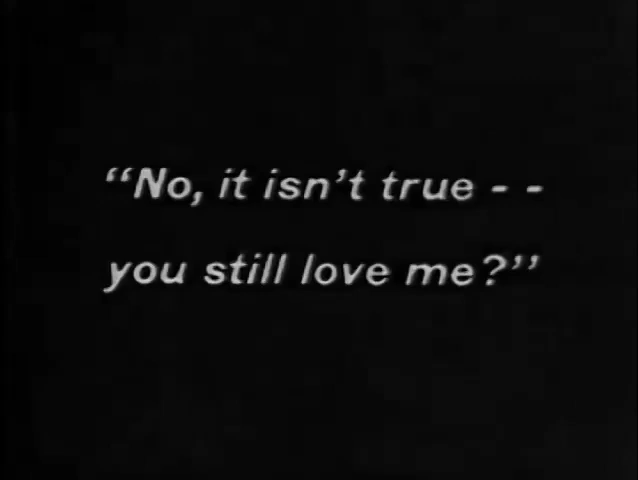 “No, it isn’t true - -
you still love me?”